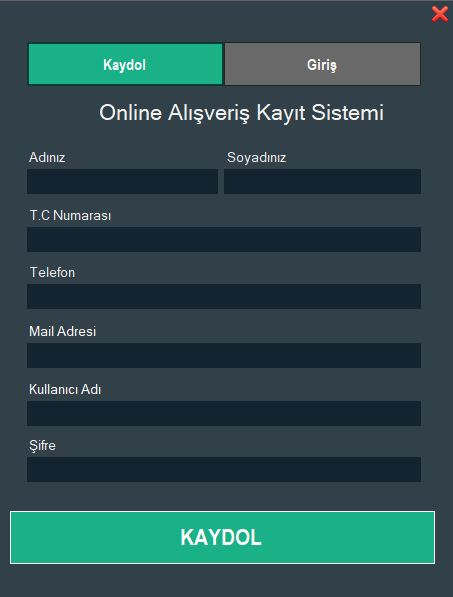 Kaydol Giriş
Online Alışveriş Kayıt Sistemi
Adınız Soyadınız
T.C Numarası
Telefon
Mail Adresi
Kullanıcı Adı
Şifre
KAYDOL